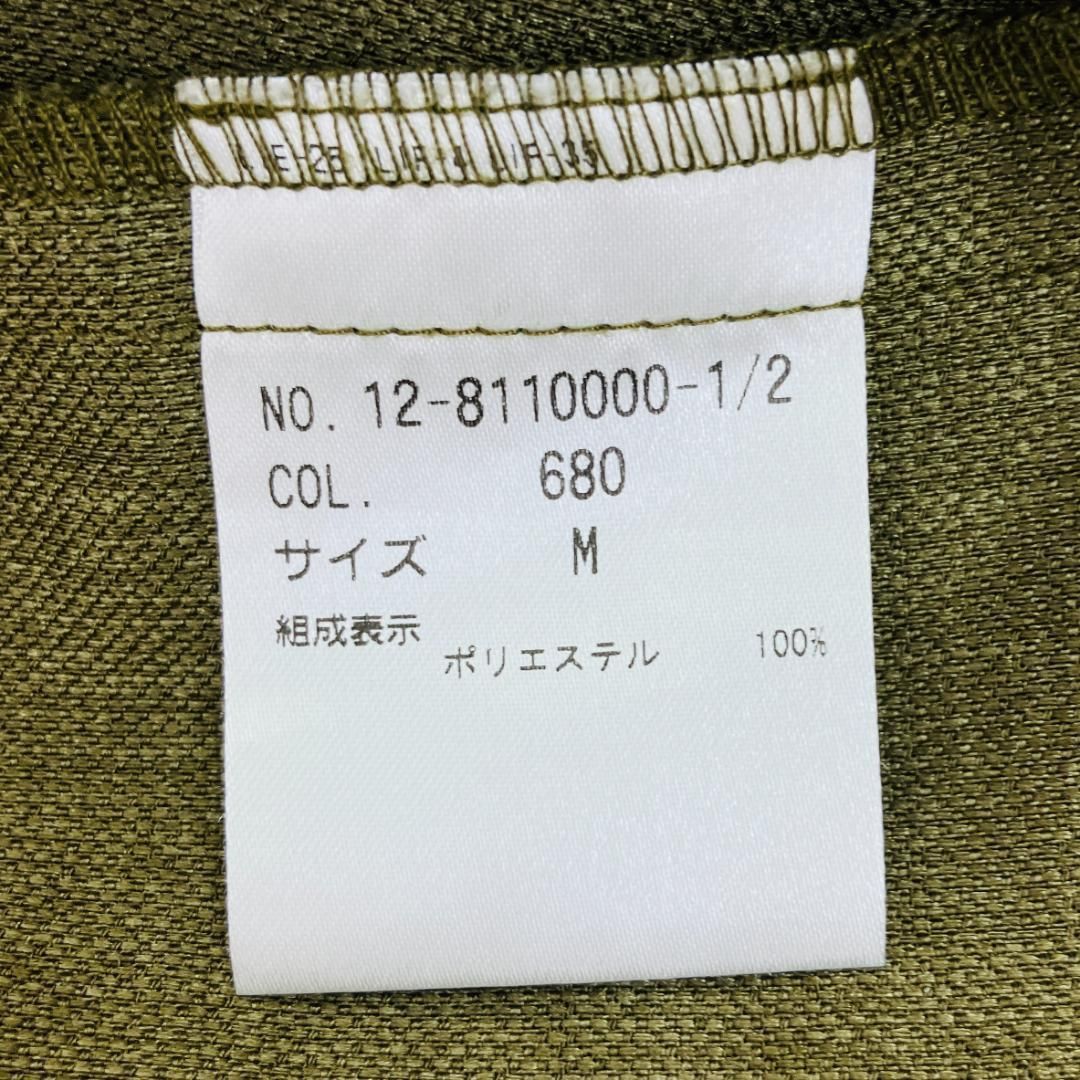 NO. 12-8110000-1/2
COL. 680
サイズ M
組成表示
ポリエステル 100%